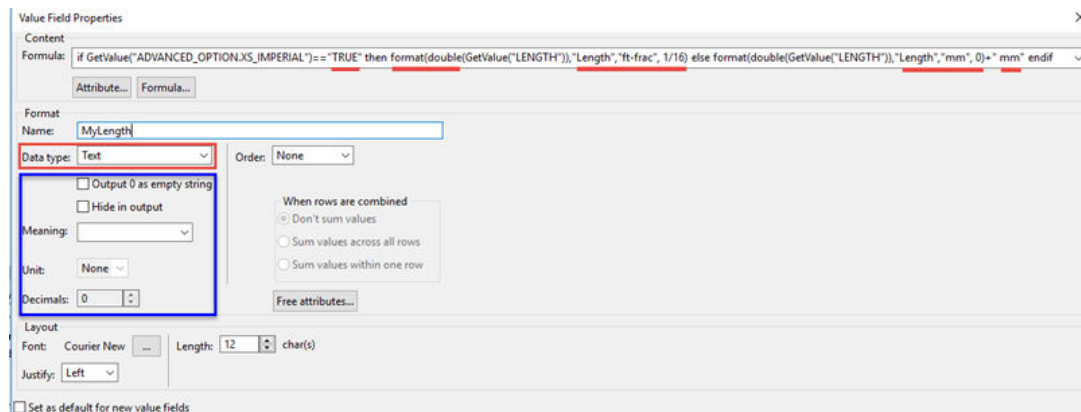 Value Field Properties
Content
Formula: if GetValue("ADVANCED_OPTION.XS_IMPERIAL")=="TRUE" then format(double(GetValue("LENGTH")),"Length","ft-frac", 1/16) else format(double(GetValue("LENGTH")),"Length","mm", 0)+" mm" endif
Attribute... Formula...
Format
Name: MyLength
Data type: Text Order: None
Output 0 as empty string
Hide in output
When rows are combined
Don't sum values
Meaning:
Sum values across all rows
Unit: None
Sum values within one row
Decimals: 0
Free attributes...
Layout
Font: Courier New ... Length: 12 char(s)
Justify: Left
Set as default for new value fields